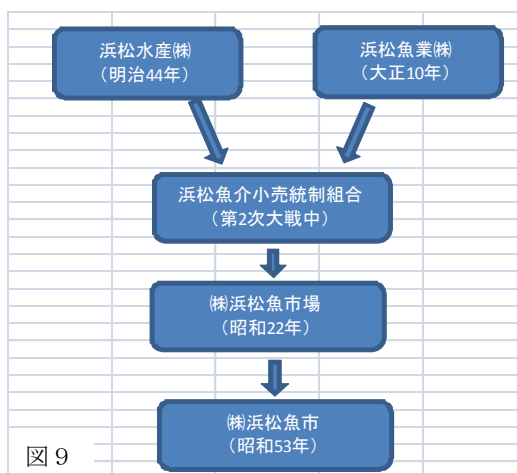 浜松水産㈱
（明治44年）
浜松魚業㈱
（大正10年）
浜松魚介小売統制組合
（第2次大戦中）
㈱浜松魚市場
（昭和22年）
㈱浜松魚市
（昭和53年）
図９